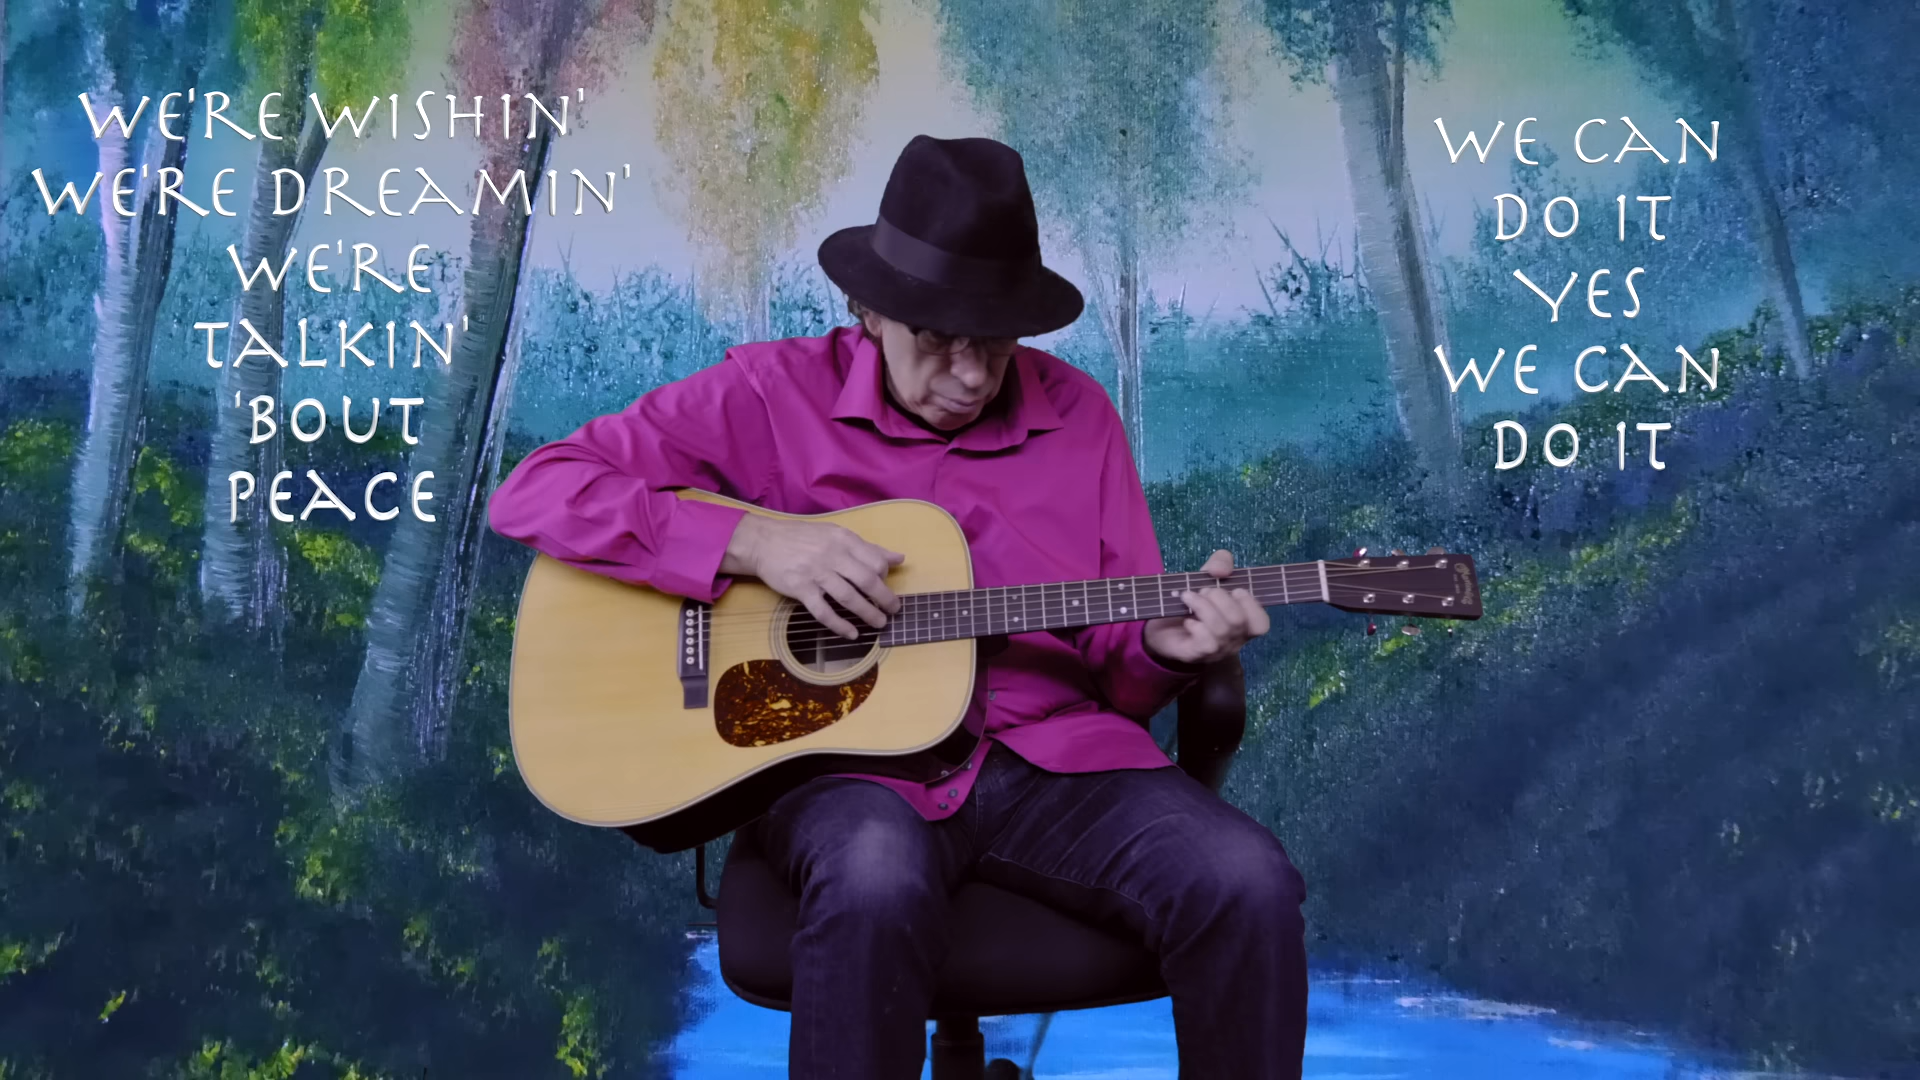 WE'RE WISHIN'
WE'RE DREAMIN'
WE'RE
TALKIN'
'BOUT
PEACE
WE CAN
DO IT
YES
WE CAN
DO IT